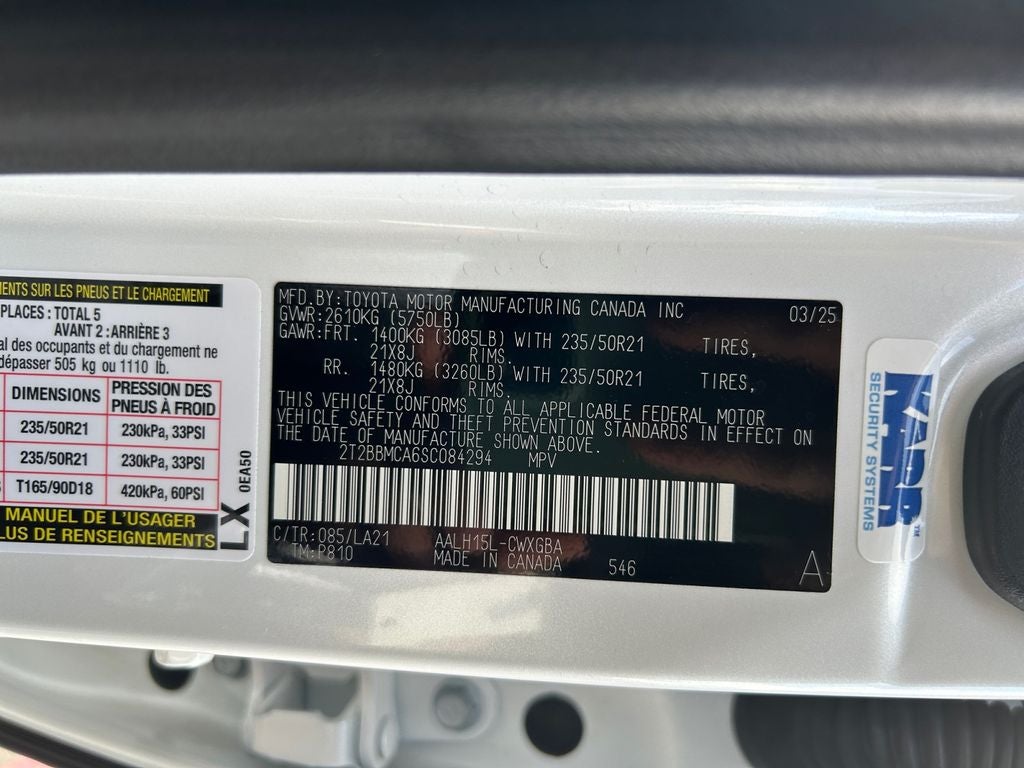 MENTS SUR LES PNEUS ET LE CHARGEMENT
PLACES : TOTAL 5
AVANT 2 : ARRIÈRE 3
al des occupants et du chargement ne
dépasser 505 kg ou 1110 lb.
DIMENSIONS PRESSION DES PNEUS À FROID
235/50R21 230kPa, 33PSI
235/50R21 230kPa, 33PSI
T165/90D18 420kPa, 60PSI
MANUEL DE L'USAGER
LUS DE RENSEIGNEMENTS
LX 0EA50
MFD.BY:TOYOTA MOTOR MANUFACTURING CANADA INC 03/25
GVWR:2610KG (5750LB)
GAWR:FRT. 1400KG (3085LB) WITH 235/50R21 TIRES,
21X8J RIMS.
RR. 1480KG (3260LB) WITH 235/50R21 TIRES,
21X8J RIMS.
THIS VEHICLE CONFORMS TO ALL APPLICABLE FEDERAL MOTOR
VEHICLE SAFETY AND THEFT PREVENTION STANDARDS IN EFFECT ON
THE DATE OF MANUFACTURE SHOWN ABOVE.
2T2BBMCA6SC084294 MPV
C/TR:085/LA21 AALH15L-CWXGBA
TM:P810 MADE IN CANADA 546 A
KARR™
SECURITY SYSTEMS